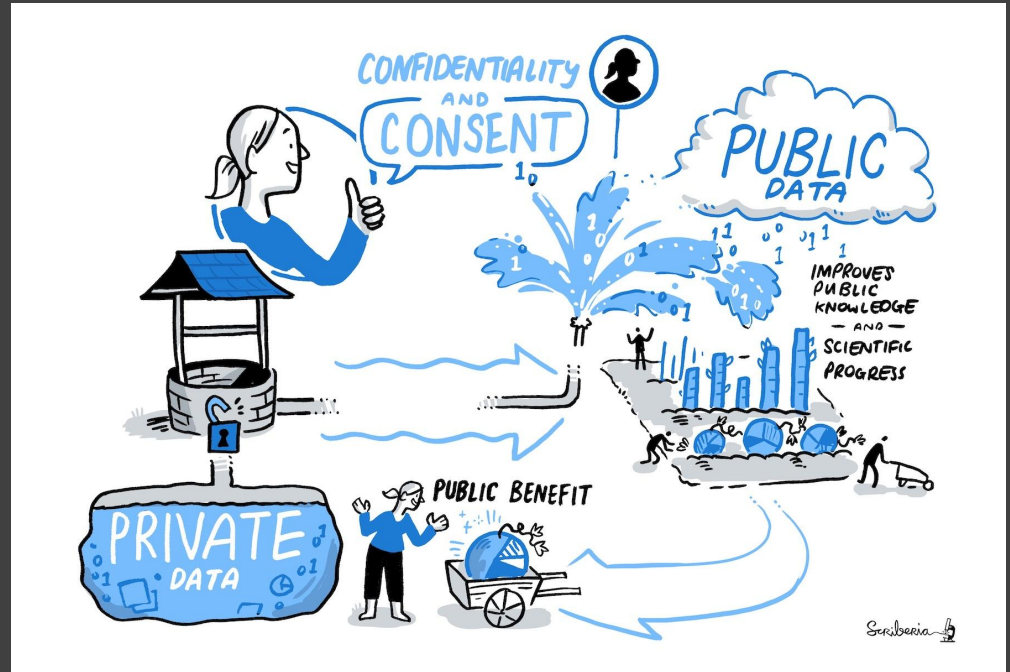 CONFIDENTIALITY
AND
CONSENT
PUBLIC
DATA
IMPROVES
PUBLIC
KNOWLEDGE
— AND —
SCIENTIFIC
PROGRESS
PRIVATE
DATA
PUBLIC BENEFIT
Scriberia